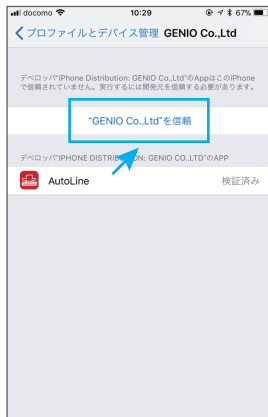 docomo 10:29 67%
プロファイルとデバイス管理 GENIO Co.,Ltd
デベロッパ"iPhone Distribution: GENIO Co.,Ltd"のAppはこのiPhone
で信頼されていません。実行するには開発元を信頼する必要があります。
"GENIO Co.,Ltd"を信頼
デベロッパ"IPHONE DISTRIBUTION: GENIO CO.,LTD"のAPP
AutoLine 検証済み